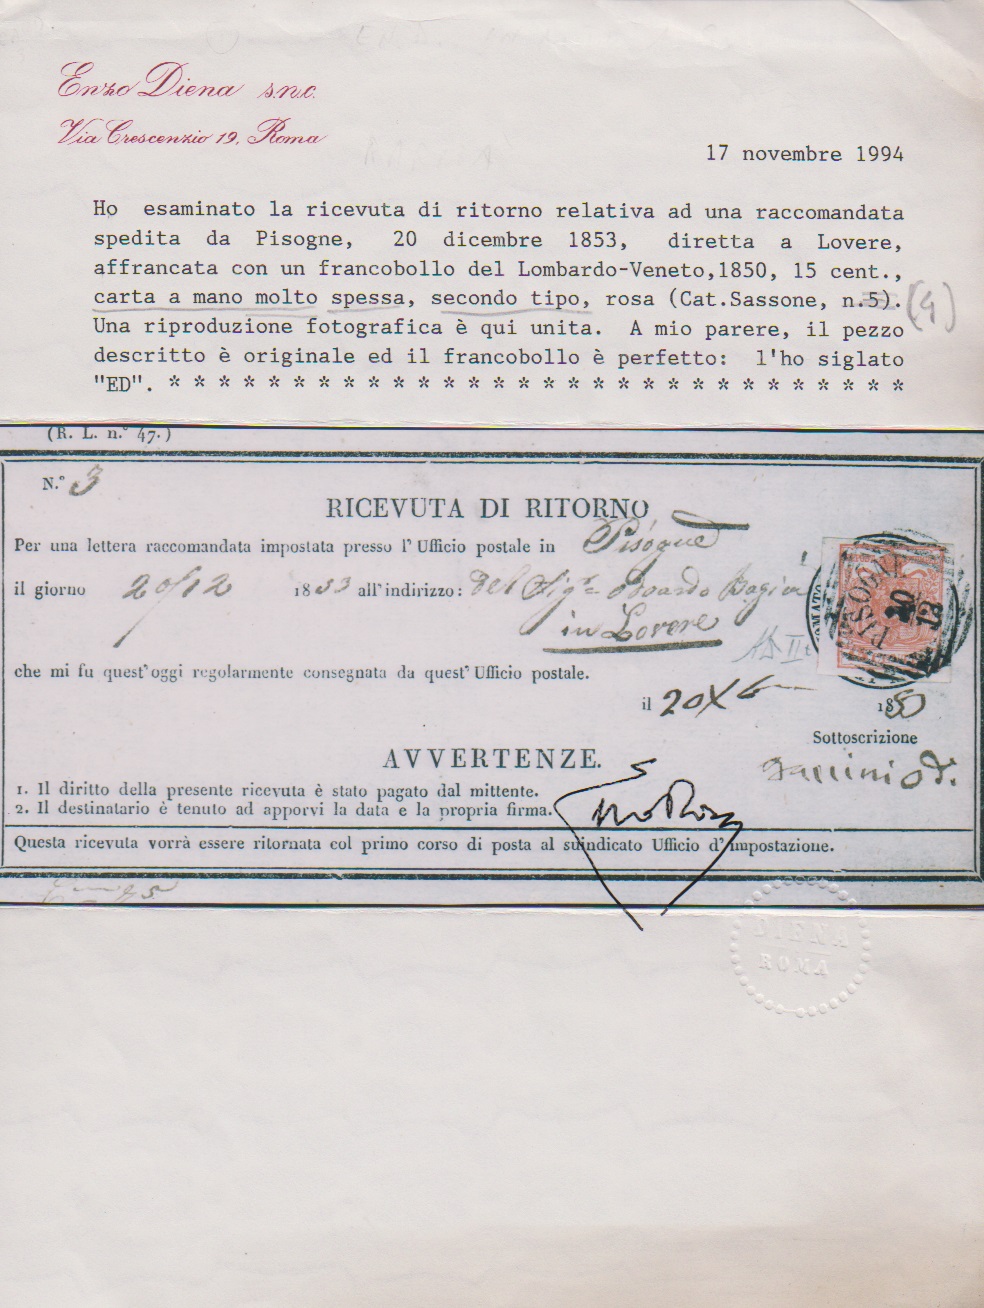 Enzo Diena s.n.c.
Via Crescenzio 19, Roma
17 novembre 1994
Ho esaminato la ricevuta di ritorno relativa ad una raccomandata
spedita da Pisogne, 20 dicembre 1853, diretta a Lovere,
affrancata con un francobollo del Lombardo-Veneto,1850, 15 cent.,
carta a mano molto spessa, secondo tipo, rosa (Cat.Sassone, n.5).
Una riproduzione fotografica è qui unita. A mio parere, il pezzo
descritto è originale ed il francobollo è perfetto: l'ho siglato
"ED". * * * * * * * * * * * * * * * * * * * * * * * * * * * * * *
(R. L. n.° 47.)
N.° 3
RICEVUTA DI RITORNO
Per una lettera raccomandata impostata presso l' Ufficio postale in Pisogne
il giorno 20/12 1853 all' indirizzo: del Sig.r
in Lovere
PISOGNE
20
12
che mi fu quest' oggi regolarmente consegnata da quest' Ufficio postale.
il 20 X 18
Sottoscrizione
AVVERTENZE.
1. Il diritto della presente ricevuta è stato pagato dal mittente.
2. Il destinatario è tenuto ad apporvi la data e la propria firma.
Questa ricevuta vorrà essere ritornata col primo corso di posta al suindicato Ufficio d' impostazione.
DIENA
ROMA